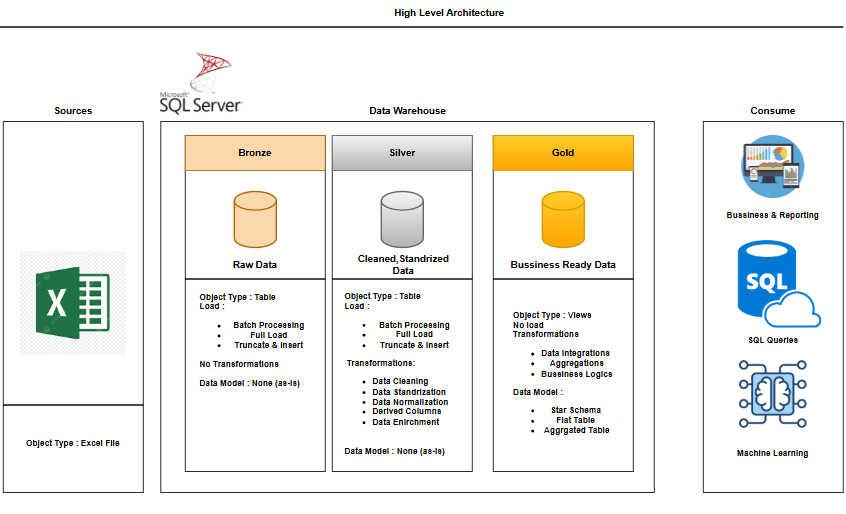 High Level Architecture
Microsoft
SQL Server
Sources
Data Warehouse
Consume
X
Object Type : Excel File
Bronze
Raw Data
Object Type : Table
Load :
Batch Processing
Full Load
Truncate & Insert
No Transformations
Data Model : None (as-is)
Silver
Cleaned,Standrized
Data
Object Type : Table
Load :
Batch Processing
Full Load
Truncate & Insert
Transformations:
Data Cleaning
Data Standrization
Data Normalization
Derived Columns
Data Enirchment
Data Model : None (as-is)
Gold
Bussiness Ready Data
Object Type : Views
No load
Transformations
Data Integrations
Aggregations
Bussiness Logics
Data Model :
Star Schema
Flat Table
Aggrgated Table
Bussiness & Reporting
SQL
SQL Queries
Machine Learning